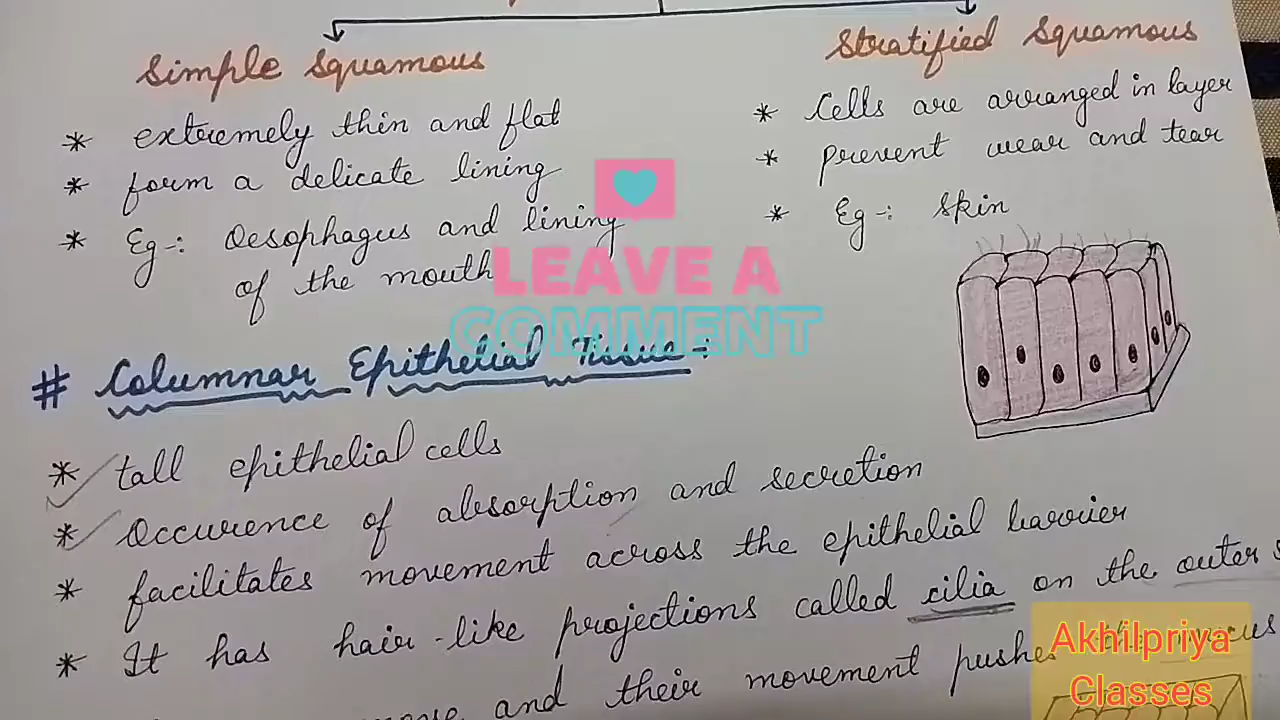 Simple Squamous
* extremely thin and flat
* form a delicate lining
* Eg-: Oesophagus and lining
of the mouth
Stratified Squamous
* Cells are arranged in layer
* prevent wear and tear
* Eg-: Skin
LEAVE A
COMMENT
# Columnar Epithelial Tissue-
* tall epithelial cells
* Occurence of absorption and secretion
* facilitates movement across the epithelial barrier
* It has hair-like projections called cilia on the outer
and their movement pushes the mucus
Akhilpriya
Classes